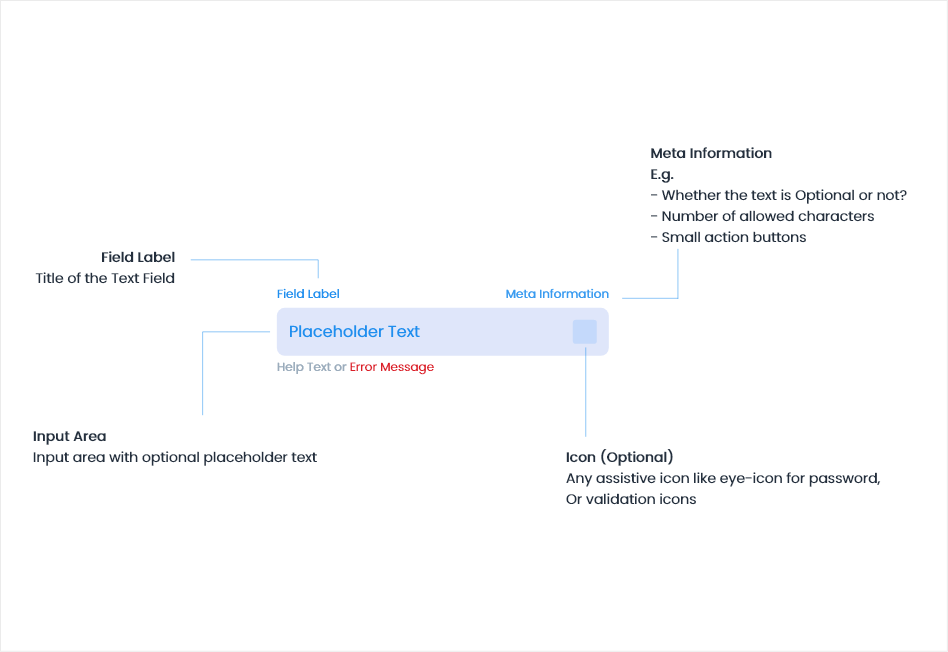 Meta Information
E.g.
- Whether the text is Optional or not?
- Number of allowed characters
- Small action buttons
Field Label
Title of the Text Field
Field Label
Meta Information
Placeholder Text
Help Text or Error Message
Input Area
Input area with optional placeholder text
Icon (Optional)
Any assistive icon like eye-icon for password,
Or validation icons